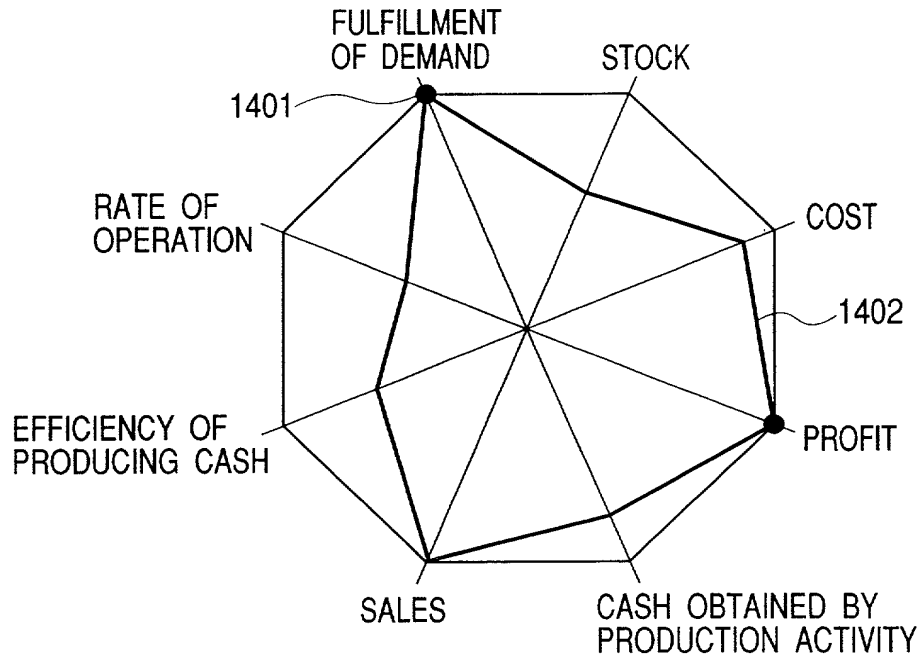 FULFILLMENT
OF DEMAND
STOCK
1401
RATE OF
OPERATION
COST
1402
EFFICIENCY OF
PRODUCING CASH
PROFIT
SALES
CASH OBTAINED BY
PRODUCTION ACTIVITY